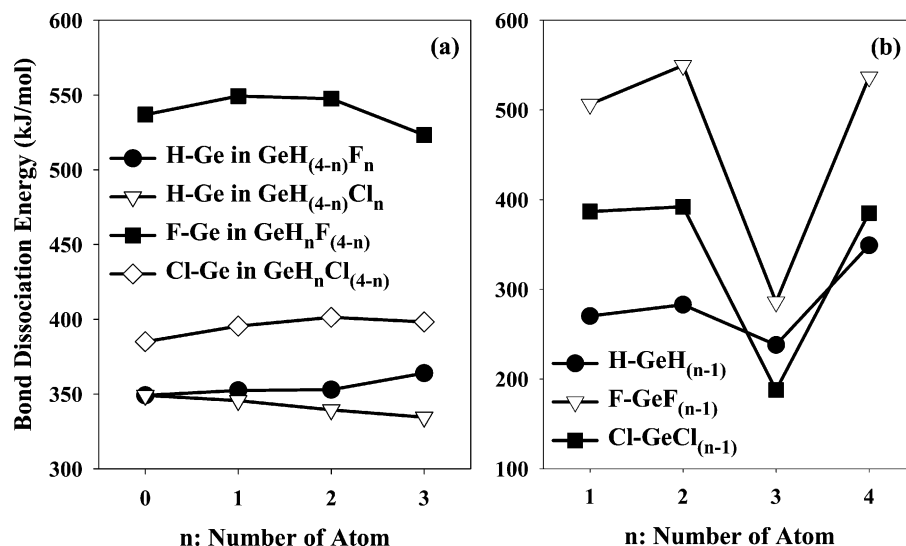 Bond Dissociation Energy (kJ/mol)
600
550
500
450
400
350
300
(a)
H-Ge in GeH(4-n)Fn
H-Ge in GeH(4-n)Cln
F-Ge in GeHnF(4-n)
Cl-Ge in GeHnCl(4-n)
0 1 2 3
n: Number of Atom
600
500
400
300
200
100
(b)
H-GeH(n-1)
F-GeF(n-1)
Cl-GeCl(n-1)
1 2 3 4
n: Number of Atom